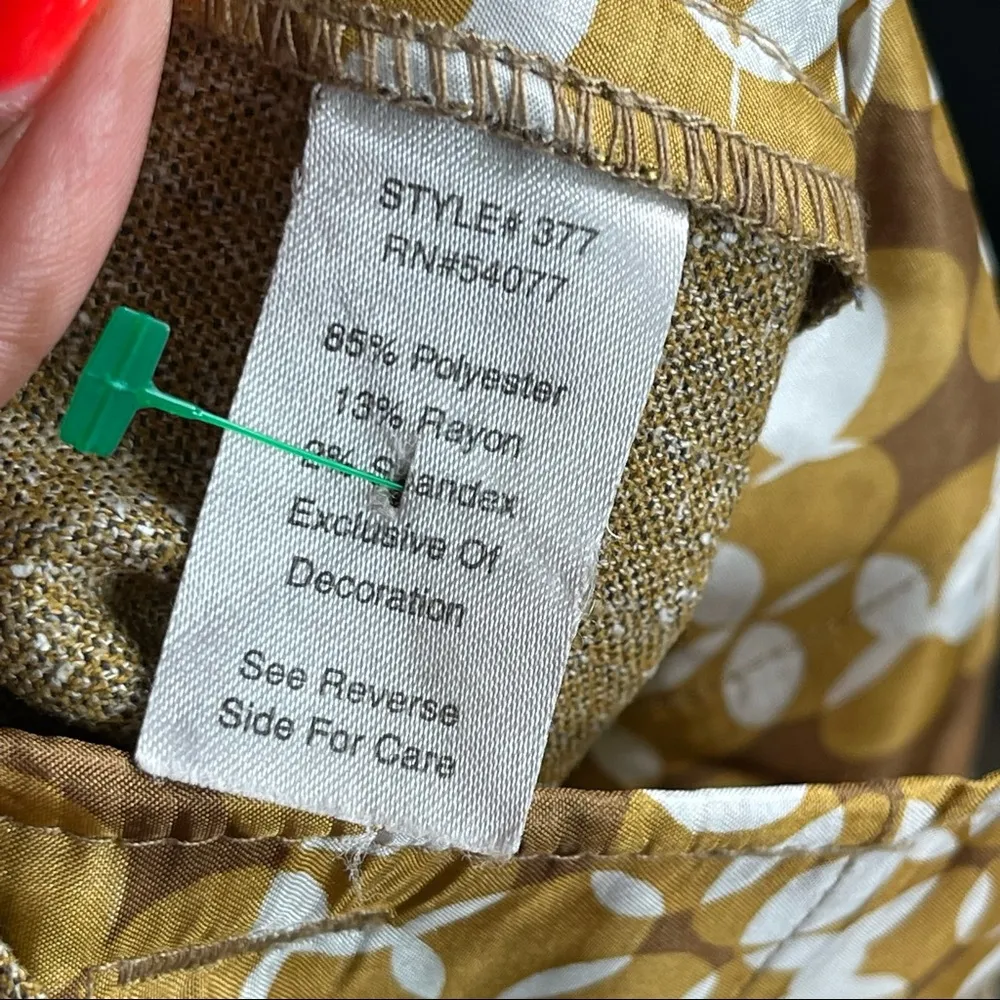 STYLE# 377
RN#54077
85% Polyester
13% Rayon
2% Spandex
Exclusive Of
Decoration
See Reverse
Side For Care